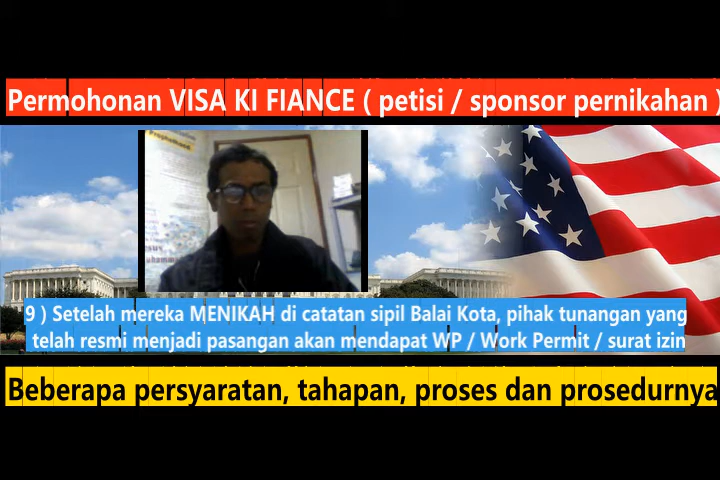 Permohonan VISA KI FIANCE ( petisi / sponsor pernikahan )
9 ) Setelah mereka MENIKAH di catatan sipil Balai Kota, pihak tunangan yang
telah resmi menjadi pasangan akan mendapat WP / Work Permit / surat izin
Beberapa persyaratan, tahapan, proses dan prosedurnya